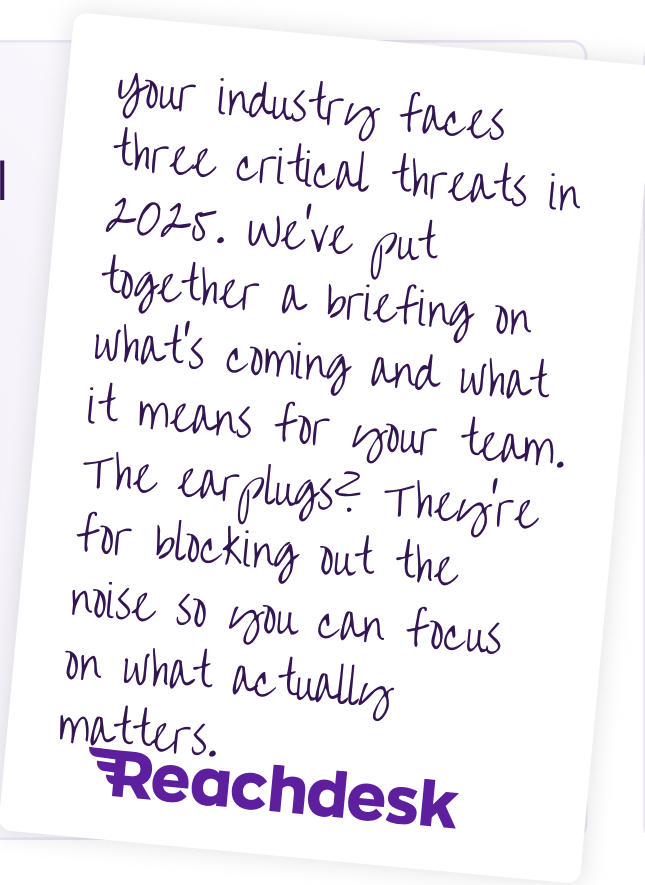 your industry faces
three critical threats in
2025. We've put
together a briefing on
what's coming and what
it means for your team.
The earplugs? They're
for blocking out the
noise so you can focus
on what actually
matters.
Reachdesk